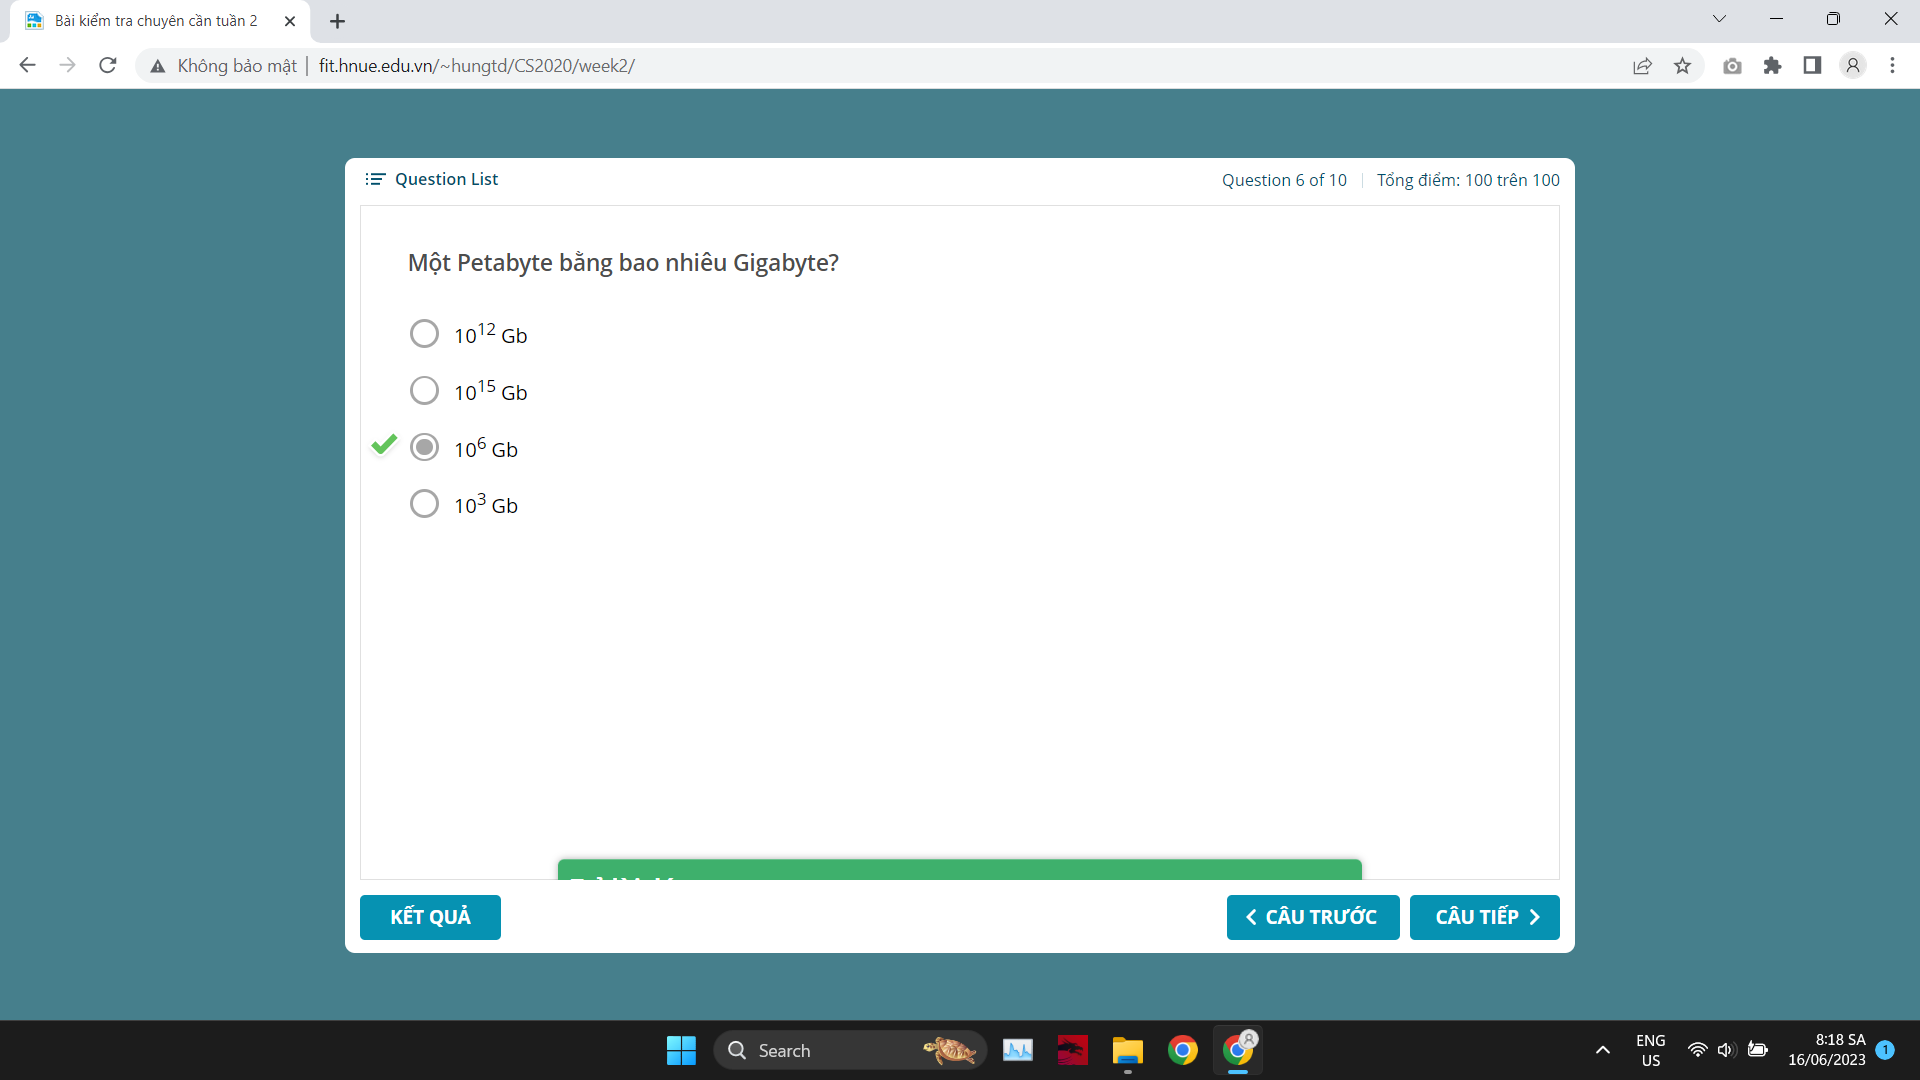 Bài kiểm tra chuyên cần tuần 2
Không bảo mật
fit.hnue.edu.vn/~hungtd/CS2020/week2/
Question List
Question 6 of 10
Tổng điểm: 100 trên 100
Một Petabyte bằng bao nhiêu Gigabyte?
10^12 Gb
10^15 Gb
10^6 Gb
10^3 Gb
KẾT QUẢ
CÂU TRƯỚC
CÂU TIẾP
Search
ENG
US
8:18 SA
16/06/2023
1